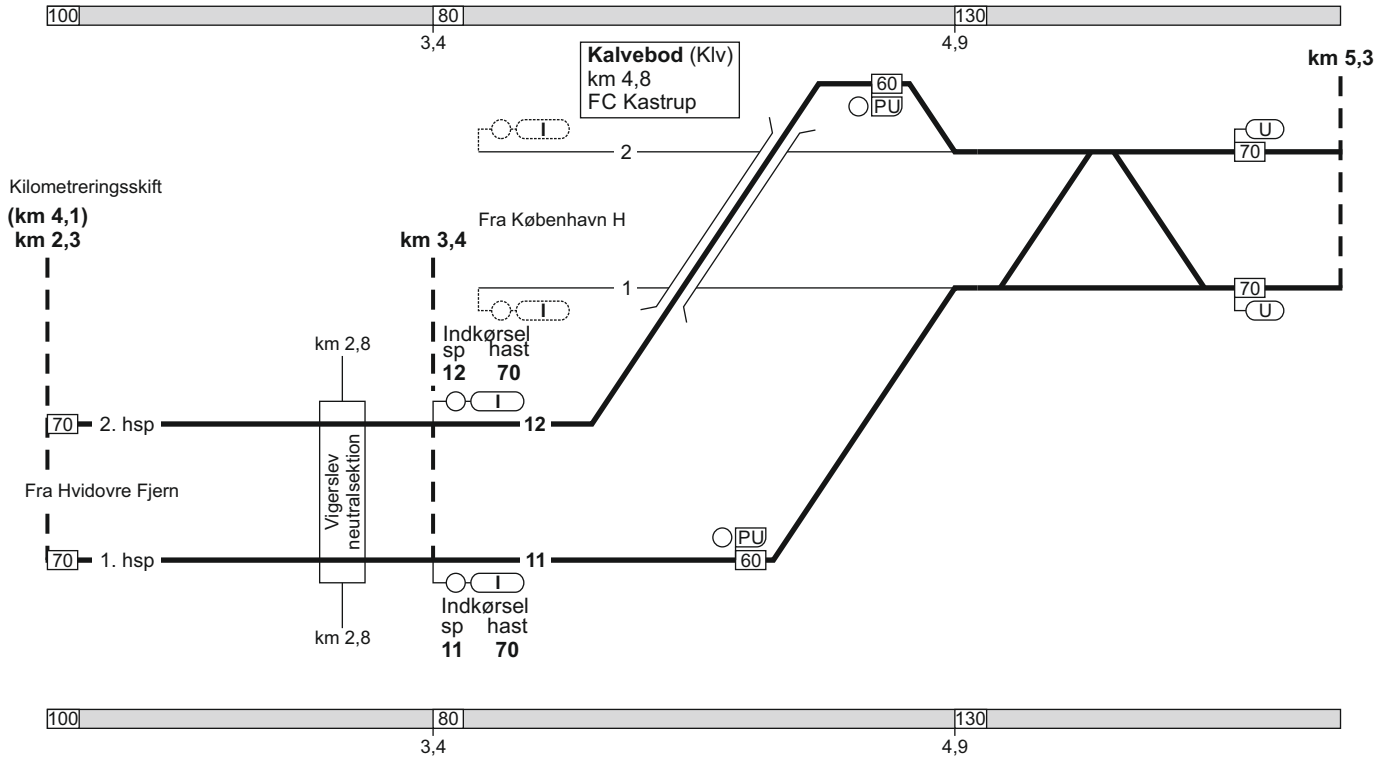 100 80 130
3,4 4,9
Kalvebod (Klv)
km 4,8
FC Kastrup
km 5,3
60
PU
I
U
2
70
Kilometreringsskift
(km 4,1)
km 2,3
km 3,4
Fra København H
1
70
I
U
km 2,8
Indkørsel
sp hast
12 70
I
70 2. hsp 12
Vigerslev
neutralsektion
Fra Hvidovre Fjern
PU
70 1. hsp 11 60
I
Indkørsel
sp hast
11 70
km 2,8
100 80 130
3,4 4,9